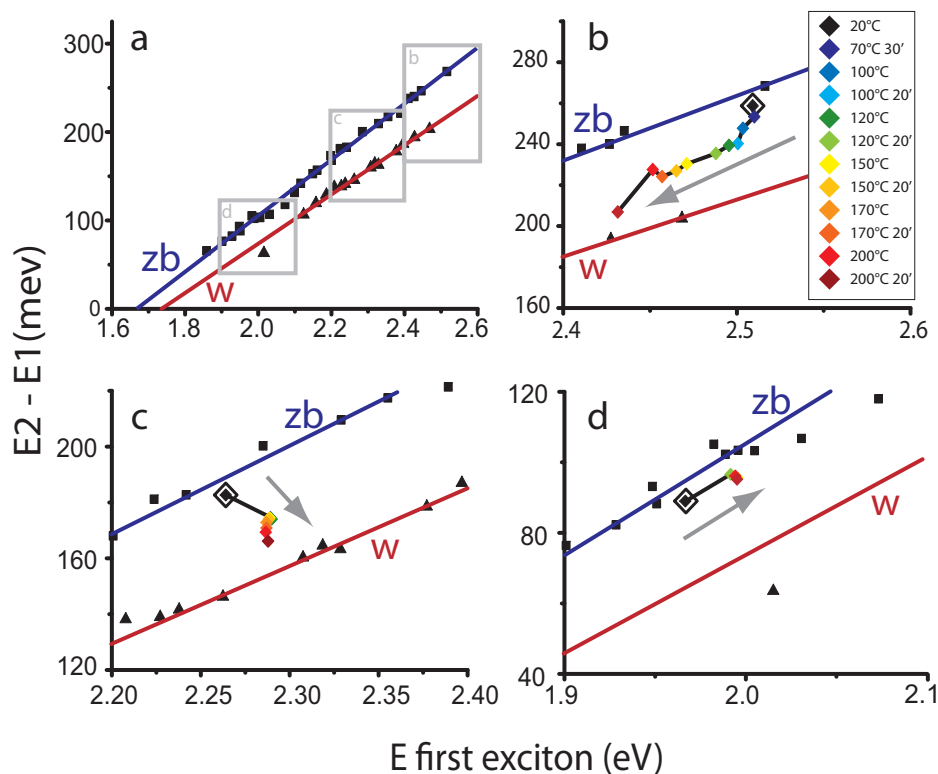 a
300
200
100
0
1.6
1.8
2.0
2.2
2.4
2.6
zb
w
b
c
d
b
280
240
200
160
2.4
2.5
2.6
zb
w
20°C
70°C 30’
100°C
100°C 20’
120°C
120°C 20’
150°C
150°C 20’
170°C
170°C 20’
200°C
200°C 20’
E2 - E1(mev)
c
200
160
120
2.20
2.25
2.30
2.35
2.40
zb
w
d
120
80
40
1.9
2.0
2.1
zb
w
E first exciton (eV)